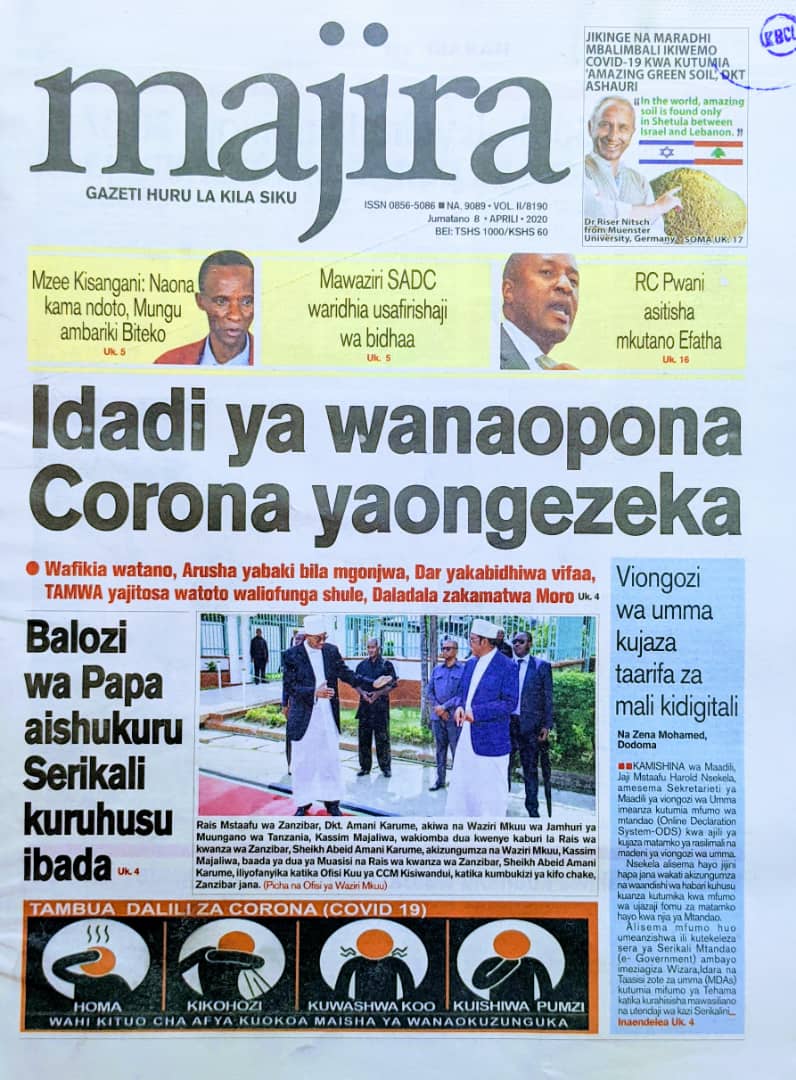 majira
GAZETI HURU LA KILA SIKU
ISSN 0856-5086 ■ NA. 9089 • VOL. II/8190
Jumatano 8 • APRILI • 2020
BEI: TSHS 1000/KSHS 60
JIKINGE NA MARADHI
MBALIMBALI IKIWEMO
COVID-19 KWA KUTUMIA
'AMAZING GREEN SOIL', DKT
ASHAURI
"In the world, amazing
soil is found only
in Shetula between
Israel and Lebanon."
Dr Riser Nitsch
from Muenster
University, Germany
SOMA UK. 17
KBCL
Mzee Kisangani: Naona
kama ndoto, Mungu
ambariki Biteko
Uk. 5
Mawaziri SADC
waridhia usafirishaji
wa bidhaa
Uk. 5
RC Pwani
asitisha
mkutano Efatha
Uk. 16
Idadi ya wanaopona
Corona yaongezeka
● Wafikia watano, Arusha yabaki bila mgonjwa, Dar yakabidhiwa vifaa,
TAMWA yajitosa watoto waliofunga shule, Daladala zakamatwa Moro Uk. 4
Balozi
wa Papa
aishukuru
Serikali
kuruhusu
ibada Uk. 4
Rais Mstaafu wa Zanzibar, Dkt. Amani Karume, akiwa na Waziri Mkuu wa Jamhuri ya
Muungano wa Tanzania, Kassim Majaliwa, wakiomba dua kwenye kaburi la Rais wa
kwanza wa Zanzibar, Sheikh Abeid Amani Karume, akizungumza na Waziri Mkuu, Kassim
Majaliwa, baada ya dua ya Muasisi na Rais wa kwanza wa Zanzibar, Sheikh Abeid Amani
Karume, iliyofanyika katika Ofisi Kuu ya CCM Kisiwandui, katika kumbukizi ya kifo chake,
Zanzibar jana. (Picha na Ofisi ya Waziri Mkuu)
Viongozi
wa umma
kujaza
taarifa za
mali kidigitali
Na Zena Mohamed,
Dodoma
■■KAMISHINA wa Maadili,
Jaji Mstaafu Harold Nsekela,
amesema Sekretarieti ya
Maadili ya viongozi wa Umma
imeanza kutumia mfumo wa
mtandao (Online Declaration
System-ODS) kwa ajili ya
kujaza matamko ya rasilimali na
madeni ya viongozi wa umma.
Nsekela alisema hayo jijini
hapa jana wakati akizungumza
na waandishi wa habari kuhusu
kuanza kutumika kwa mfumo
wa ujazaji fomu za matamko
hayo kwa njia ya Mtandao.
Alisema mfumo huo
umeanzishwa ili kutekeleza
sera ya Serikali Mtandao
(e- Government) ambayo
imeziagiza Wizara,Idara na
Taasisi zote za umma (MDAs)
kutumia mifumo ya Tehama
katika kurahisisha mawasiliano
na utendaji wa kazi Serikalini...
Inaendelea Uk. 4
TAMBUA DALILI ZA CORONA (COVID 19)
HOMA
KIKOHOZI
KUWASHWA KOO
KUISHIWA PUMZI
WAHI KITUO CHA AFYA KUOKOA MAISHA YA WANAOKUZUNGUKA